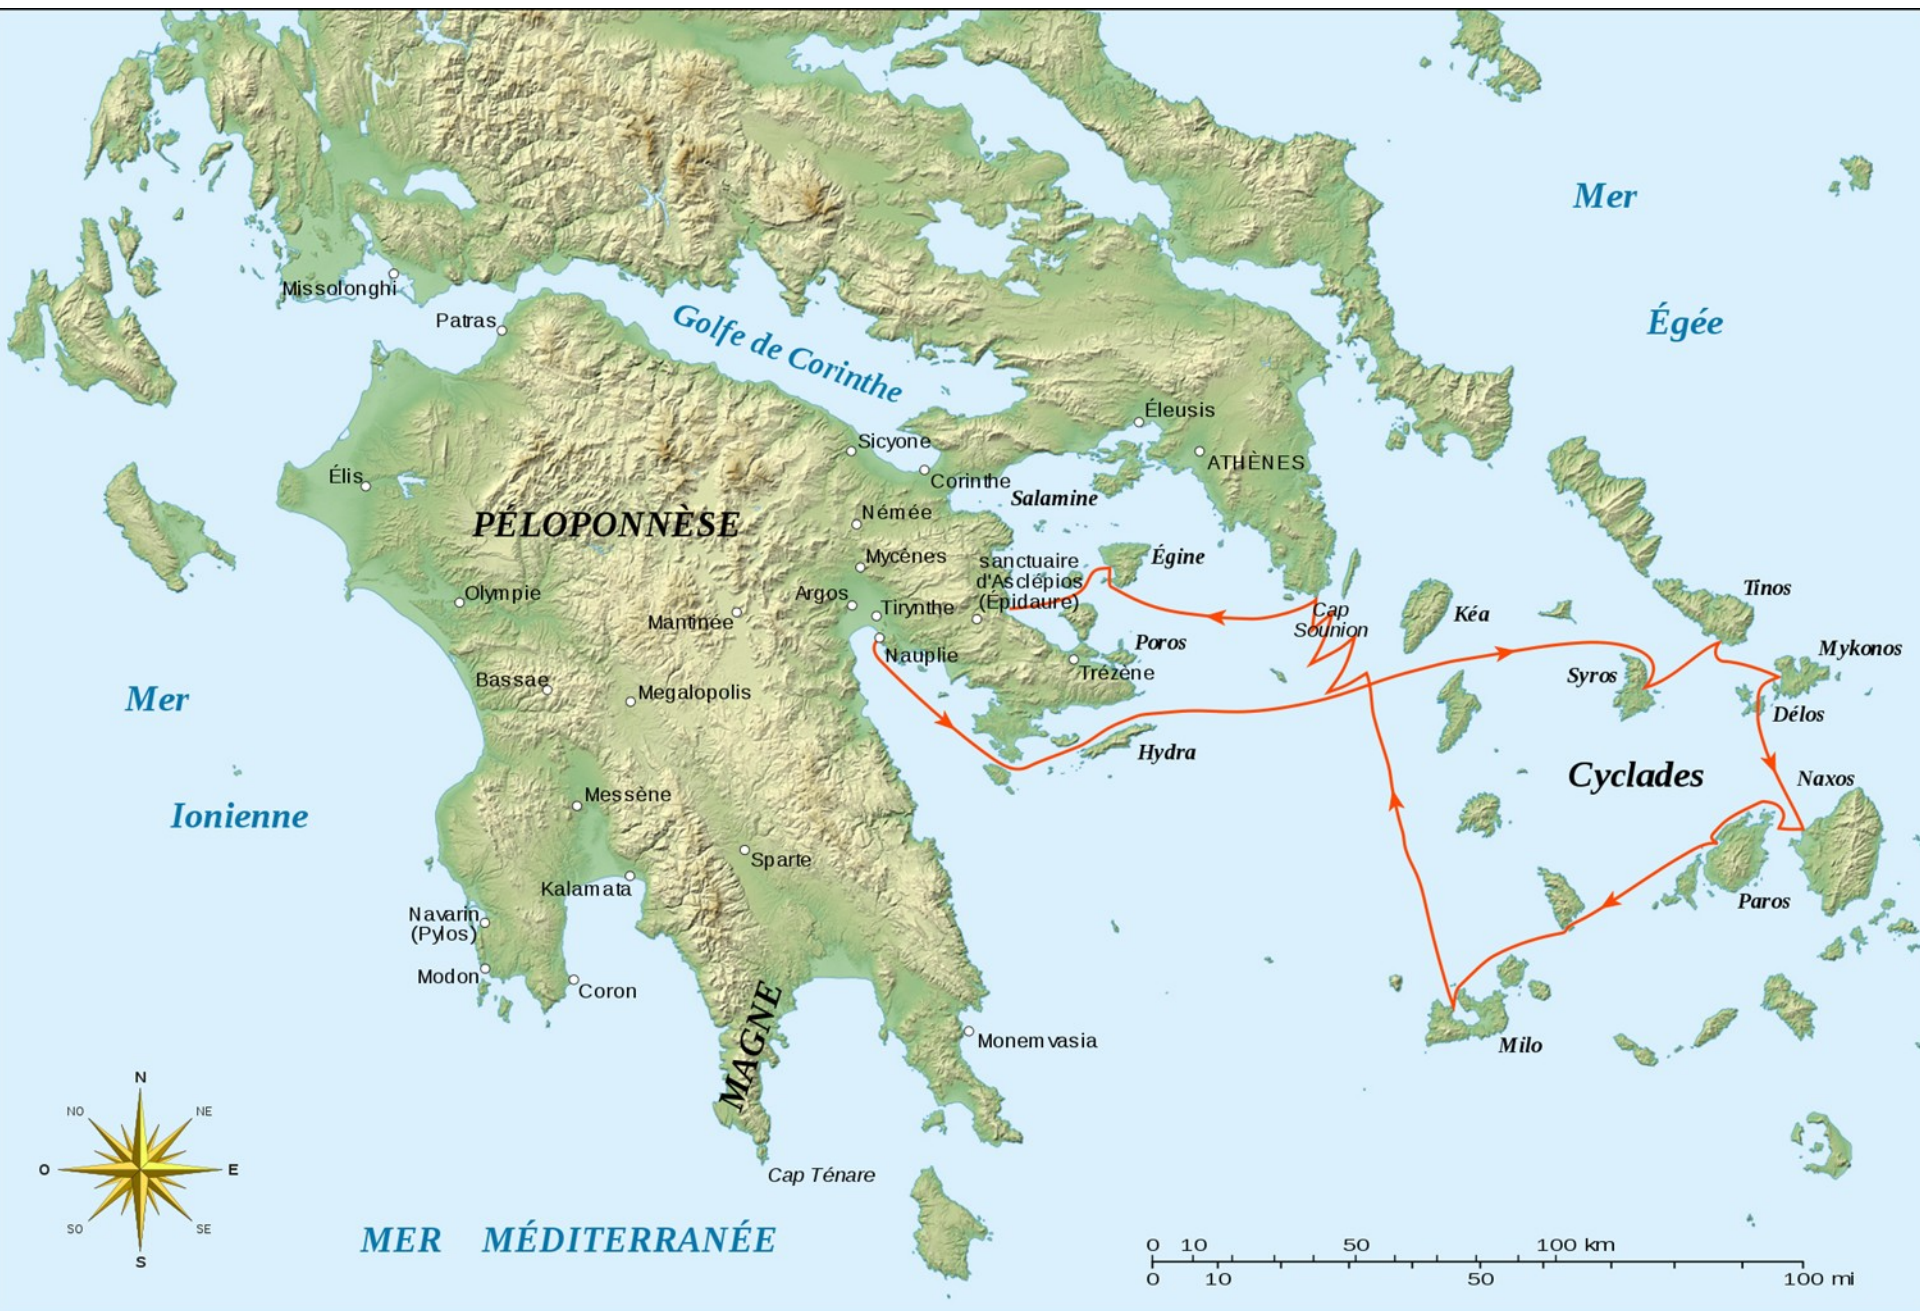 Mer
Égée
Missolonghi
Patras
Golfe de Corinthe
Éleusis
Sicyone
ATHÈNES
Élis
Corinthe
Salamine
Némée
PÉLOPONNÈSE
Mycènes
sanctuaire
d'Asclépios
(Épidaure)
Égine
Olympie
Argos
Tirynthe
Mantinée
Cap
Sounion
Kéa
Tinos
Nauplie
Poros
Trézène
Mykonos
Syros
Bassae
Megalopolis
Délos
Mer
Ionienne
Hydra
Cyclades
Naxos
Messène
Sparte
Kalamata
Paros
Navarin
(Pylos)
Modon
Coron
MAGNE
Monemvasia
Milo
Cap Ténare
N
NO
NE
O
E
SO
SE
S
MER MÉDITERRANÉE
0 10 50 100 km
0 10 50 100 mi